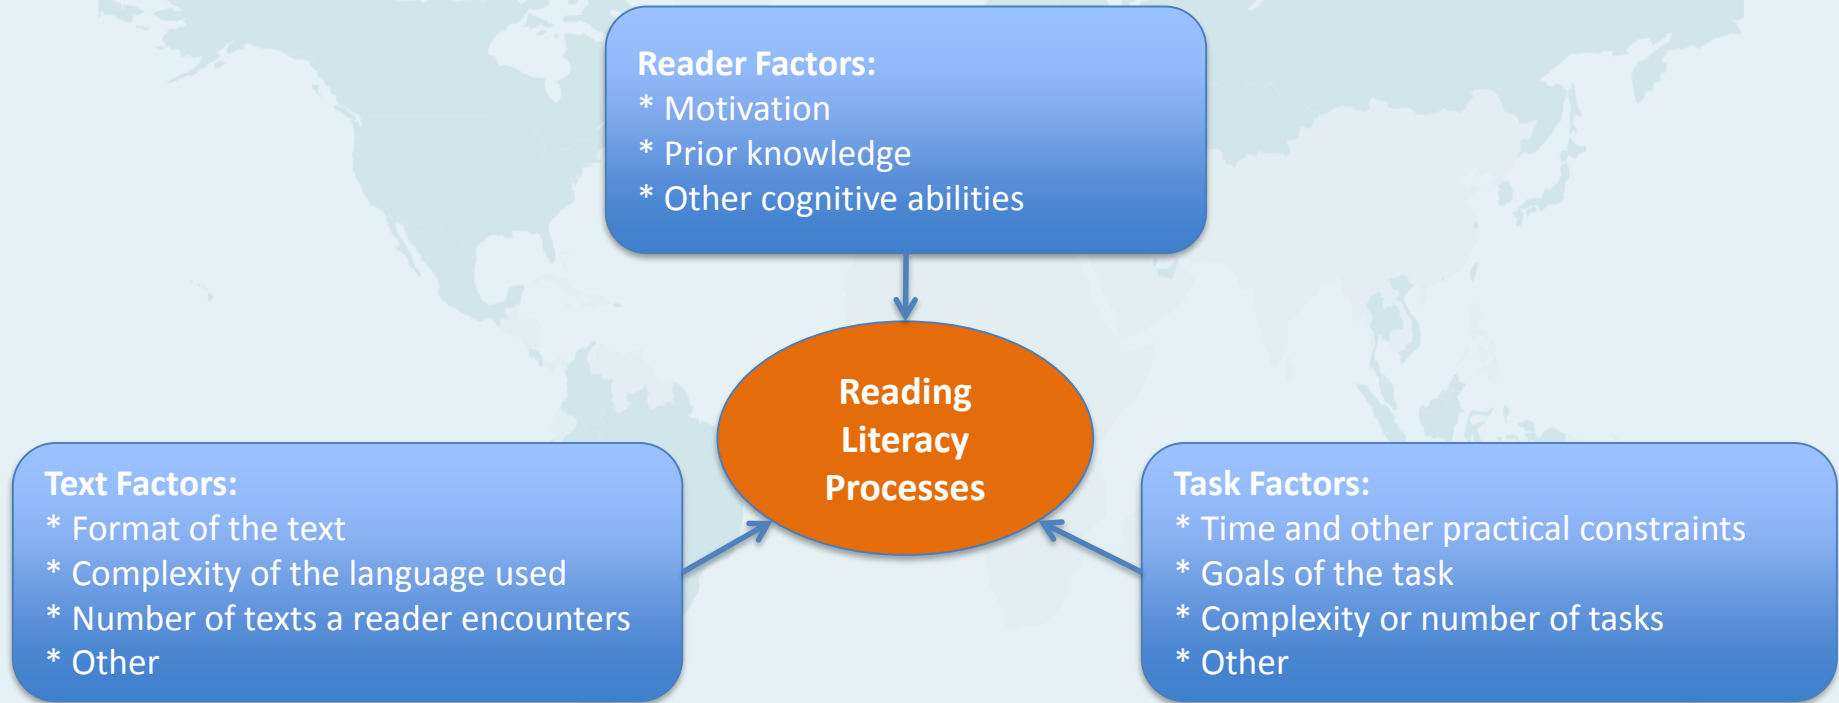 Reader Factors:
* Motivation
* Prior knowledge
* Other cognitive abilities
Reading
Literacy
Processes
Text Factors:
* Format of the text
* Complexity of the language used
* Number of texts a reader encounters
* Other
Task Factors:
* Time and other practical constraints
* Goals of the task
* Complexity or number of tasks
* Other